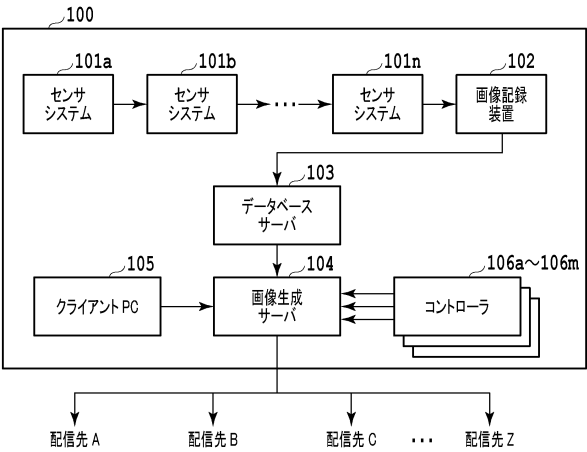 100
101a
101b
101n
102
センサ
システム
センサ
システム
・・・
センサ
システム
画像記録
装置
103
データベース
サーバ
105
104
106a～106m
クライアントPC
画像生成
サーバ
コントローラ
配信先A
配信先B
配信先C
・・・
配信先Z